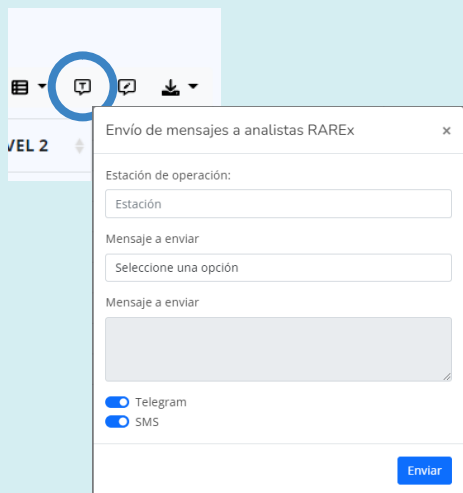 T
VEL 2
Envío de mensajes a analistas RAREx ×
Estación de operación:
Estación
Mensaje a enviar
Seleccione una opción
Mensaje a enviar
Telegram
SMS
Enviar